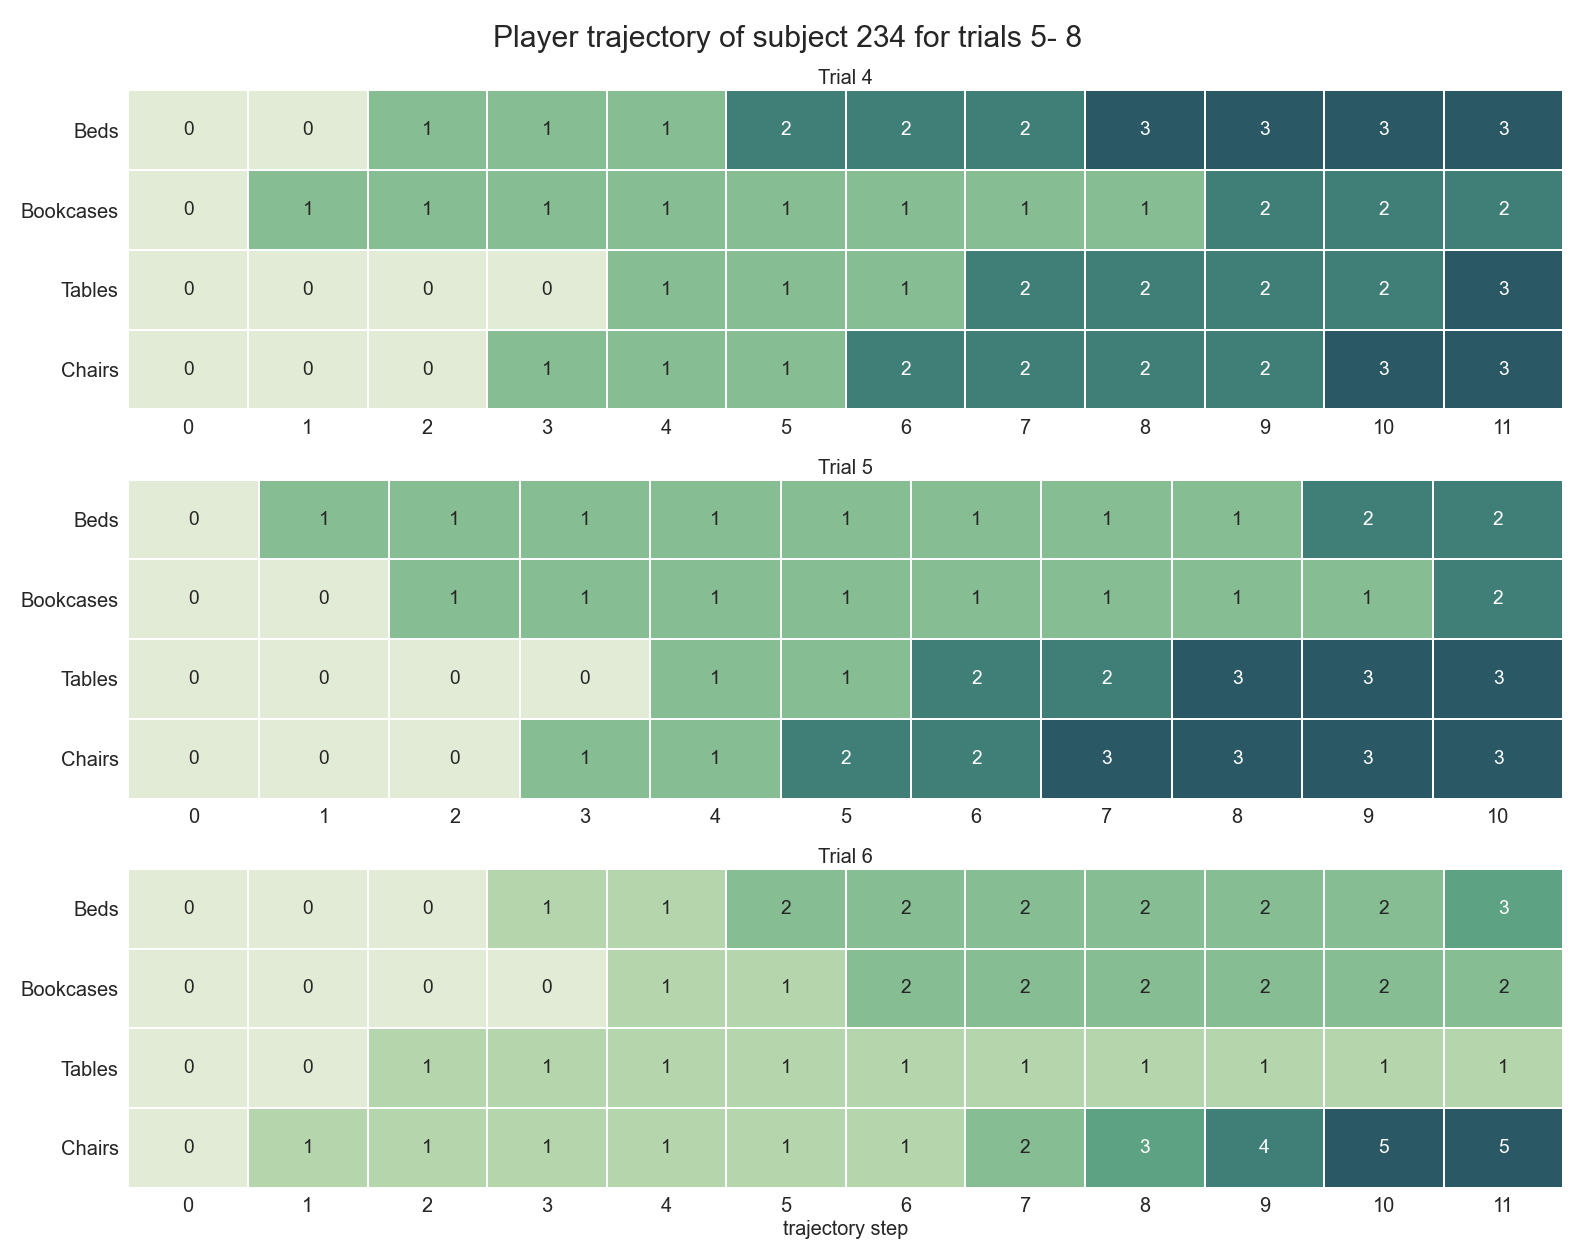 Player trajectory of subject 234 for trials 5- 8
Trial 4
Beds 0 0 1 1 1 2 2 2 3 3 3 3
Bookcases 0 1 1 1 1 1 1 1 1 2 2 2
Tables 0 0 0 0 1 1 1 2 2 2 2 3
Chairs 0 0 0 1 1 1 2 2 2 2 3 3
0 1 2 3 4 5 6 7 8 9 10 11
Trial 5
Beds 0 1 1 1 1 1 1 1 1 2 2
Bookcases 0 0 1 1 1 1 1 1 1 1 2
Tables 0 0 0 0 1 1 2 2 3 3 3
Chairs 0 0 0 1 1 2 2 3 3 3 3
0 1 2 3 4 5 6 7 8 9 10
Trial 6
Beds 0 0 0 1 1 2 2 2 2 2 2 3
Bookcases 0 0 0 0 1 1 2 2 2 2 2 2
Tables 0 0 1 1 1 1 1 1 1 1 1 1
Chairs 0 1 1 1 1 1 1 2 3 4 5 5
0 1 2 3 4 5 6 7 8 9 10 11
trajectory step